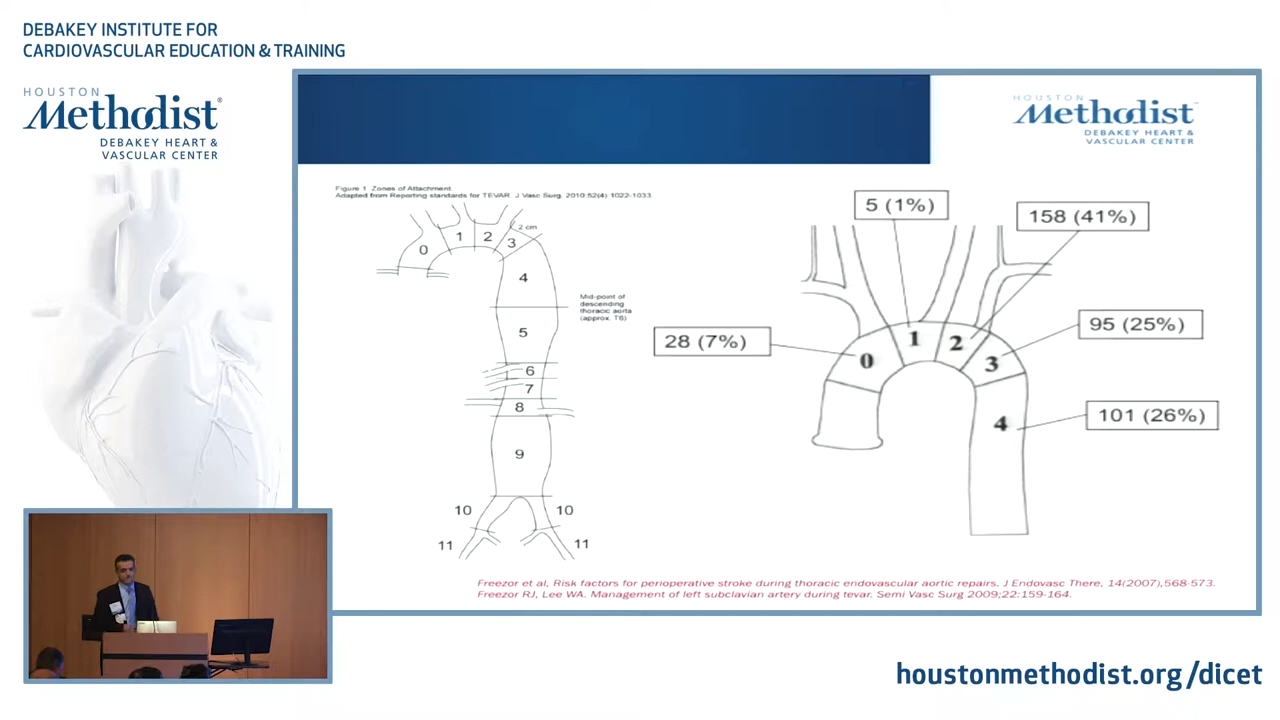 DEBAKEY INSTITUTE FOR
CARDIOVASCULAR EDUCATION & TRAINING
HOUSTON
Methodist®
DEBAKEY HEART &
VASCULAR CENTER
HOUSTON
Methodist
DEBAKEY HEART &
VASCULAR CENTER
Figure 1 Zones of Attachment.
Adapted from Reporting standards for TEVAR. J Vasc Surg. 2010;52(4) 1022-1033.
0
1
2
3
2 cm
4
Mid-point of
descending
thoracic aorta
(approx. T6)
5
6
7
8
9
10
10
11
11
5 (1%)
158 (41%)
28 (7%)
95 (25%)
101 (26%)
0
1
2
3
4
Freezor et al, Risk factors for perioperative stroke during thoracic endovascular aortic repairs. J Endovasc There, 14(2007),568-573.
Freezor RJ, Lee WA. Management of left subclavian artery during tevar. Semi Vasc Surg 2009;22:159-164.
houstonmethodist.org/dicet